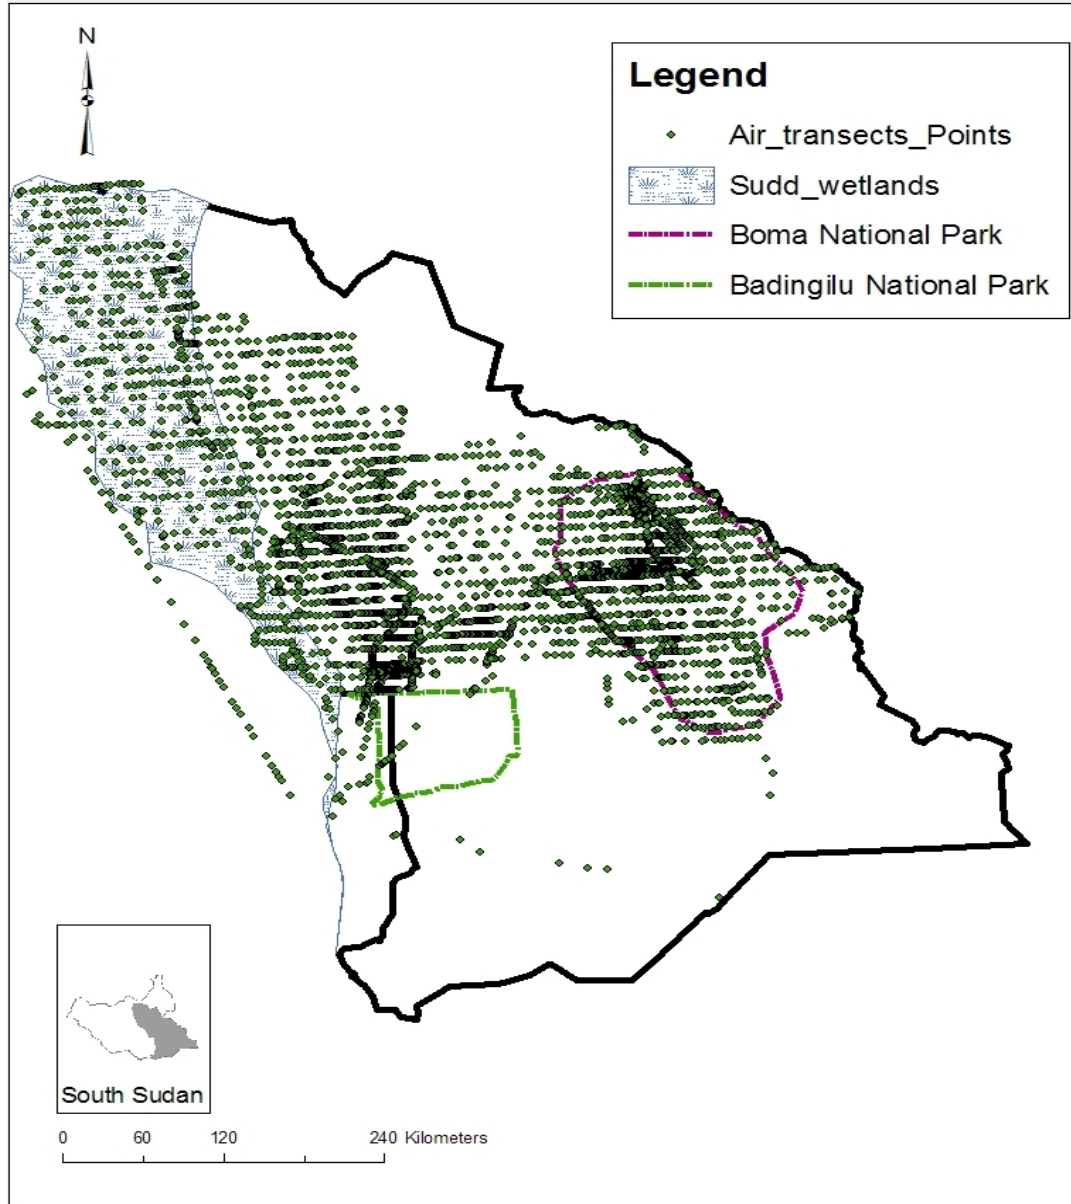 N
Legend
Air_transects_Points
Sudd_wetlands
Boma National Park
Badingilu National Park
South Sudan
0 60 120 240 Kilometers